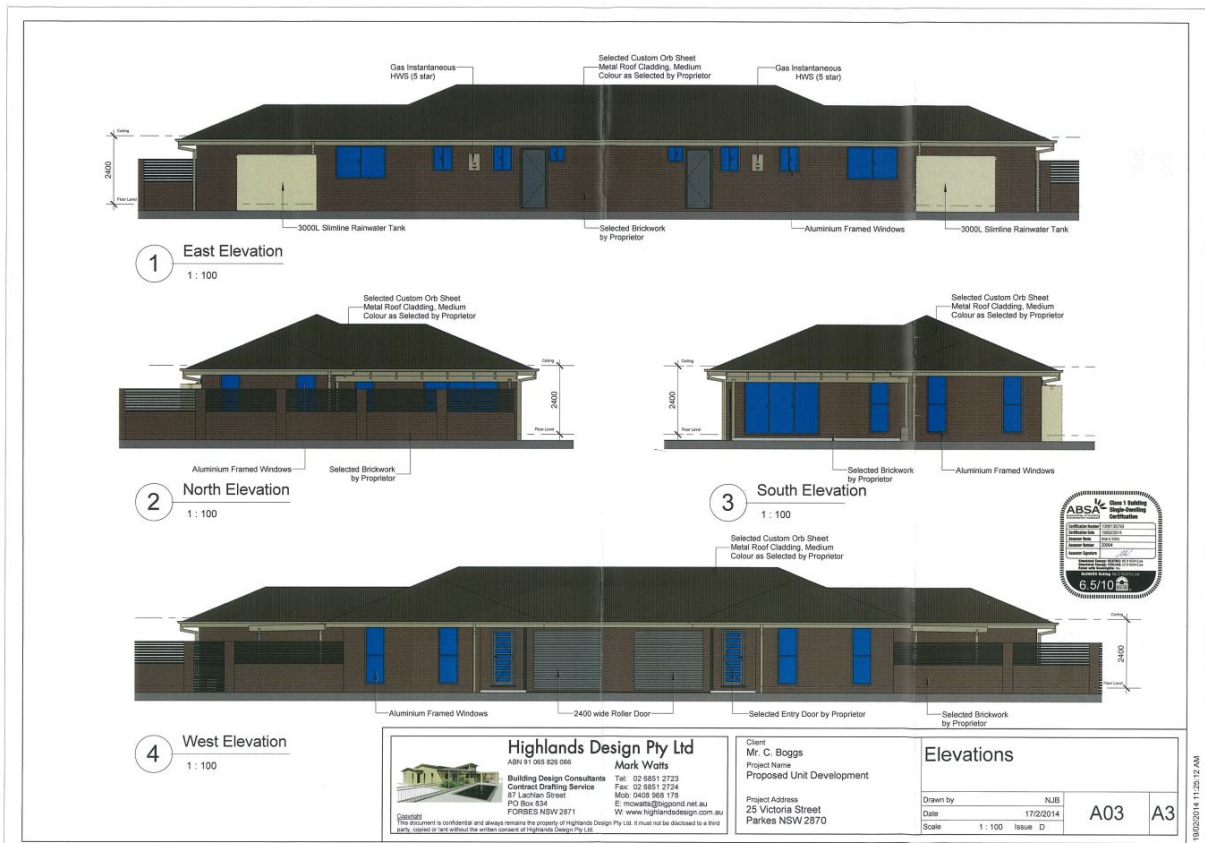 Selected Custom Orb Sheet
Metal Roof Cladding, Medium
Colour as Selected by Proprietor
Gas Instantaneous
HWS (5 star)
Gas Instantaneous
HWS (5 star)
Ceiling
2400
Floor Level
3000L Slimline Rainwater Tank
Selected Brickwork
by Proprietor
Aluminium Framed Windows
3000L Slimline Rainwater Tank
1
East Elevation
1 : 100
Selected Custom Orb Sheet
Metal Roof Cladding, Medium
Colour as Selected by Proprietor
Ceiling
2400
Floor Level
Aluminium Framed Windows
Selected Brickwork
by Proprietor
2
North Elevation
1 : 100
Selected Custom Orb Sheet
Metal Roof Cladding, Medium
Colour as Selected by Proprietor
Ceiling
2400
Floor Level
Selected Brickwork
by Proprietor
Aluminium Framed Windows
3
South Elevation
1 : 100
ABSA
Class 1 Building
Single-Dwelling
Certification
Certification Number
Certification Date
Assessor Name
Assessor Number
Assessor Signature
6.5/10
Selected Custom Orb Sheet
Metal Roof Cladding, Medium
Colour as Selected by Proprietor
Ceiling
2400
Floor Level
Aluminium Framed Windows
2400 wide Roller Door
Selected Entry Door by Proprietor
Selected Brickwork
by Proprietor
4
West Elevation
1 : 100
Highlands Design Pty Ltd
ABN 91 065 826 066
Mark Watts
Building Design Consultants
Contract Drafting Service
87 Lachlan Street
PO Box 834
FORBES NSW 2871
Tel: 02 6851 2723
Fax: 02 6851 2724
Mob: 0408 968 178
E: mowatts@bigpond.net.au
W: www.highlandsdesign.com.au
Copyright
This document is confidential and always remains the property of Highlands Design Pty Ltd. it must not be disclosed to a third
party, copied or lent without the written consent of Highlands Design Pty Ltd.
Client
Mr. C. Boggs
Project Name
Proposed Unit Development
Project Address
25 Victoria Street
Parkes NSW 2870
Elevations
Drawn by NJB
Date 17/2/2014
Scale 1 : 100 Issue D
A03
A3
19/02/2014 11:25:12 AM